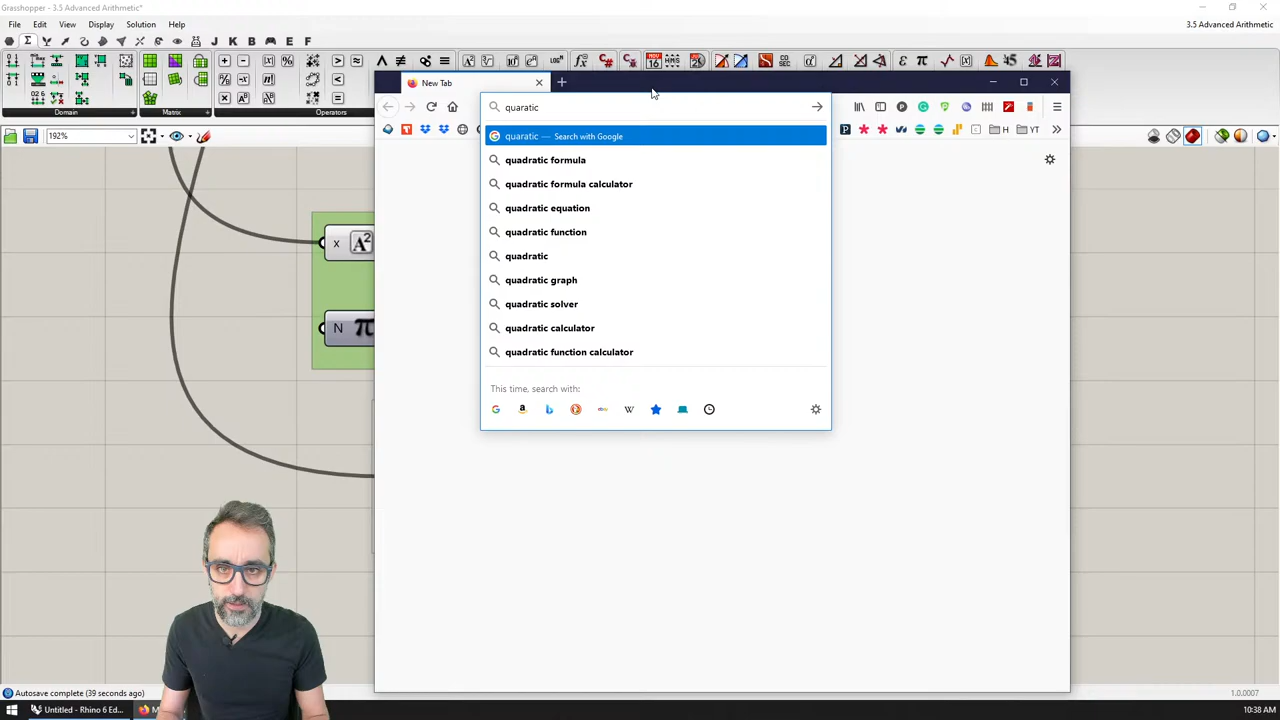 Grasshopper - 3.5 Advanced Arithmetic*
File Edit View Display Solution Help
3.5 Advanced Arithmetic*
J K B E F
Domain
Matrix
Operators
192%
New Tab
quaratic
quaratic — Search with Google
quadratic formula
quadratic formula calculator
quadratic equation
quadratic function
quadratic
quadratic graph
quadratic solver
quadratic calculator
quadratic function calculator
This time, search with:
H
YT
x A²
N π
Autosave complete (39 seconds ago)
1.0.0007
Untitled - Rhino 6 Ed...
10:38 AM